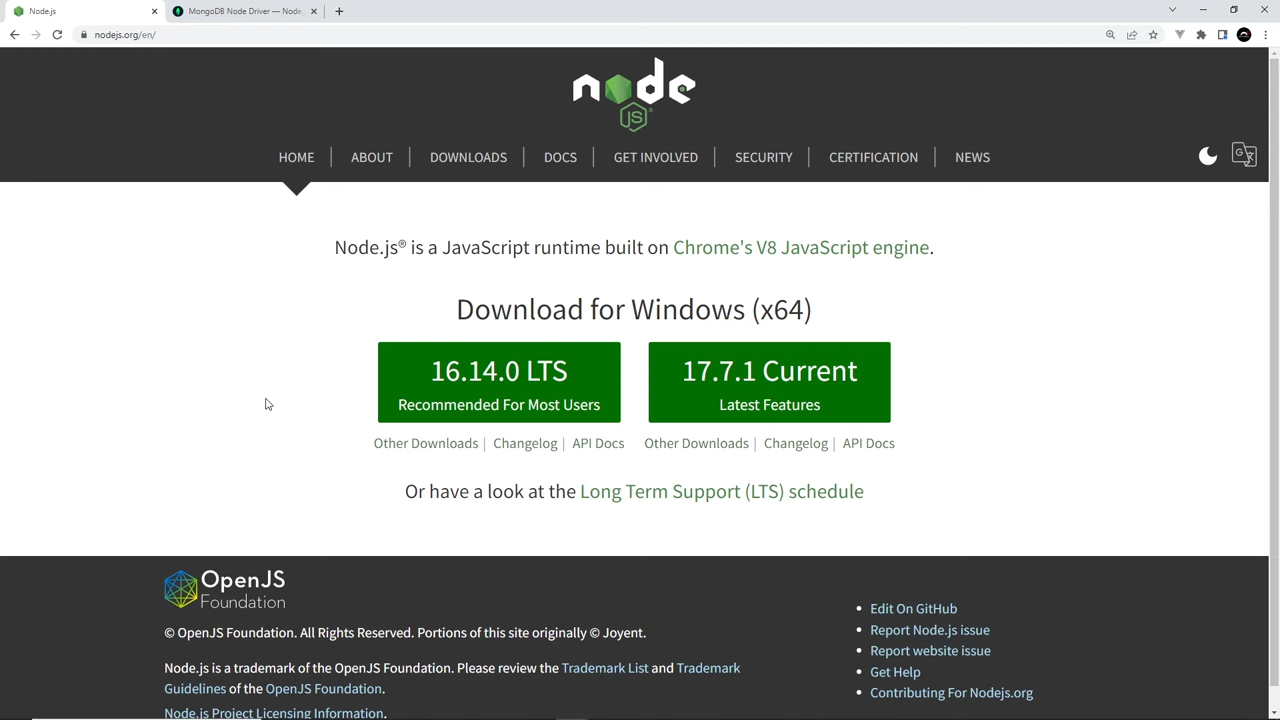 Node.js
MongoDB Node Driver — Node.
nodejs.org/en/
node
JS
HOME
ABOUT
DOWNLOADS
DOCS
GET INVOLVED
SECURITY
CERTIFICATION
NEWS
Node.js® is a JavaScript runtime built on Chrome's V8 JavaScript engine.
Download for Windows (x64)
16.14.0 LTS
Recommended For Most Users
17.7.1 Current
Latest Features
Other Downloads | Changelog | API Docs
Other Downloads | Changelog | API Docs
Or have a look at the Long Term Support (LTS) schedule
OpenJS
Foundation
© OpenJS Foundation. All Rights Reserved. Portions of this site originally © Joyent.
Node.js is a trademark of the OpenJS Foundation. Please review the Trademark List and Trademark
Guidelines of the OpenJS Foundation.
Node.js Project Licensing Information.
Edit On GitHub
Report Node.js issue
Report website issue
Get Help
Contributing For Nodejs.org